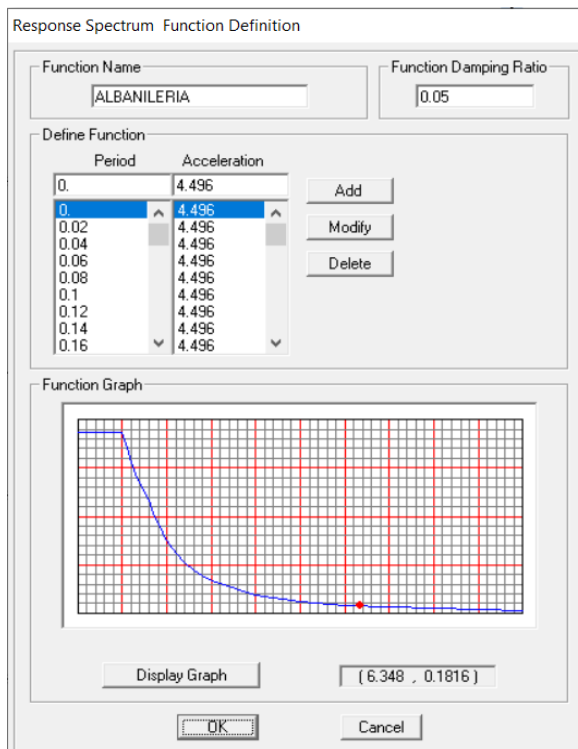 Response Spectrum Function Definition
Function Name
ALBANILERIA
Function Damping Ratio
0.05
Define Function
Period Acceleration
0. 4.496
Add
0. 4.496
0.02 4.496
0.04 4.496
0.06 4.496
0.08 4.496
0.1 4.496
0.12 4.496
0.14 4.496
0.16 4.496
Modify
Delete
Function Graph
Display Graph
( 6.348 , 0.1816 )
OK
Cancel